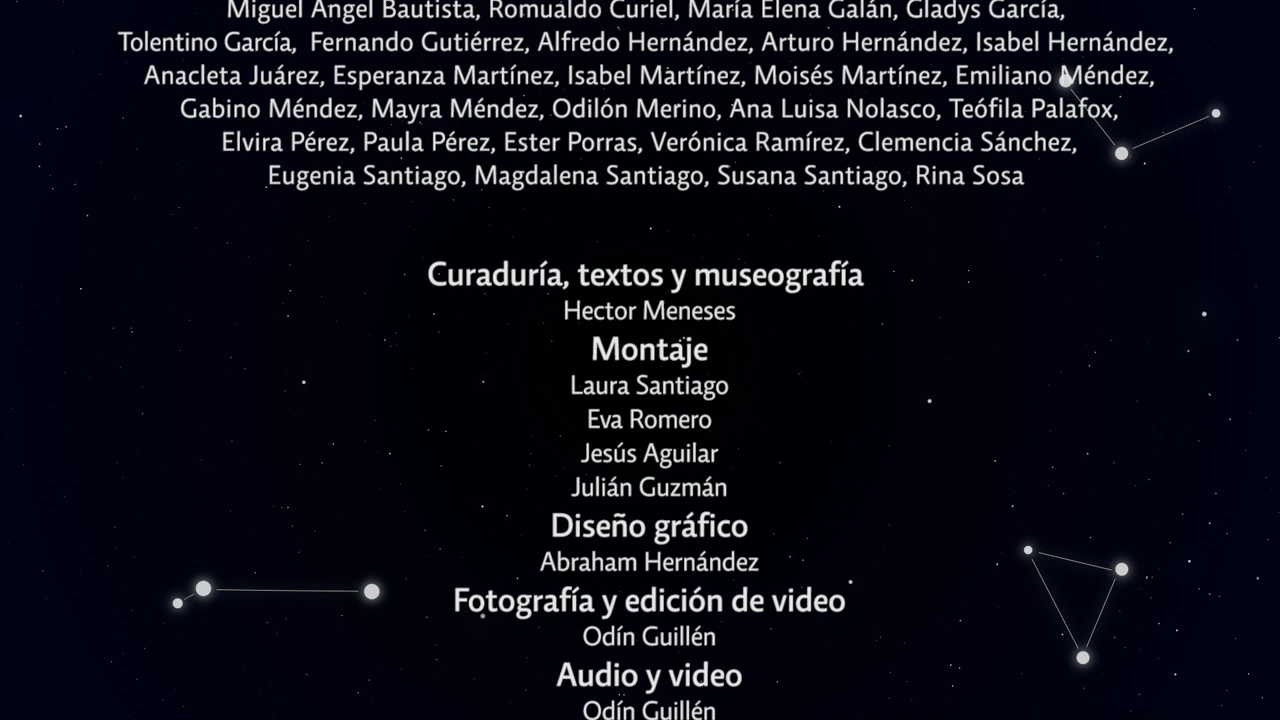 Miguel Ángel Bautista, Romualdo Curiel, María Elena Galán, Gladys García,
Tolentino García, Fernando Gutiérrez, Alfredo Hernández, Arturo Hernández, Isabel Hernández,
Anacleta Juárez, Esperanza Martínez, Isabel Martínez, Moisés Martínez, Emiliano Méndez,
Gabino Méndez, Mayra Méndez, Odilón Merino, Ana Luisa Nolasco, Teófila Palafox,
Elvira Pérez, Paula Pérez, Ester Porras, Verónica Ramírez, Clemencia Sánchez,
Eugenia Santiago, Magdalena Santiago, Susana Santiago, Rina Sosa
Curaduría, textos y museografía
Hector Meneses
Montaje
Laura Santiago
Eva Romero
Jesús Aguilar
Julián Guzmán
Diseño gráfico
Abraham Hernández
Fotografía y edición de video
Odín Guillén
Audio y video
Odín Guillén